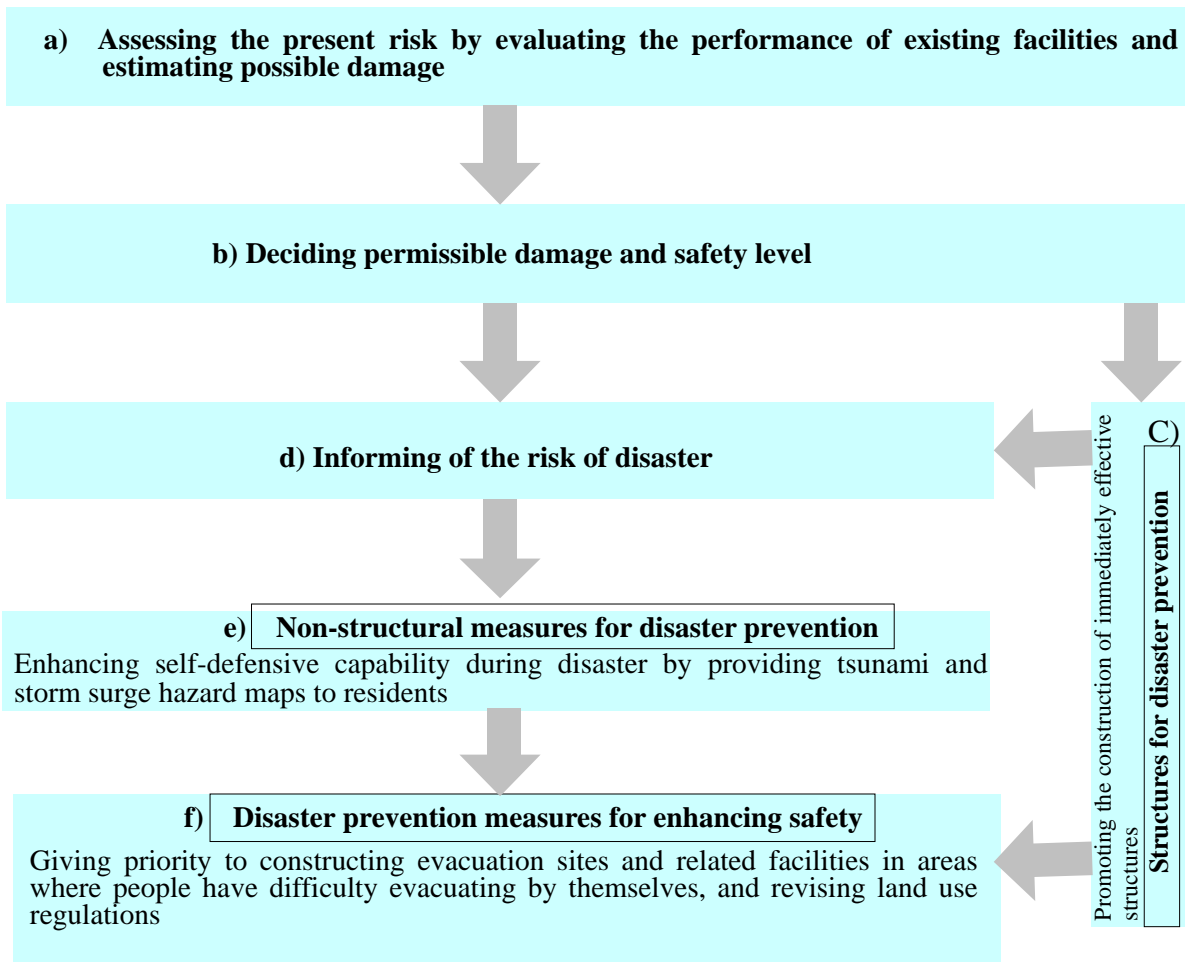 a) Assessing the present risk by evaluating the performance of existing facilities and
estimating possible damage
b) Deciding permissible damage and safety level
C)
Structures for disaster prevention
Promoting the construction of immediately effective
structures
d) Informing of the risk of disaster
e) Non-structural measures for disaster prevention
Enhancing self-defensive capability during disaster by providing tsunami and
storm surge hazard maps to residents
f) Disaster prevention measures for enhancing safety
Giving priority to constructing evacuation sites and related facilities in areas
where people have difficulty evacuating by themselves, and revising land use
regulations